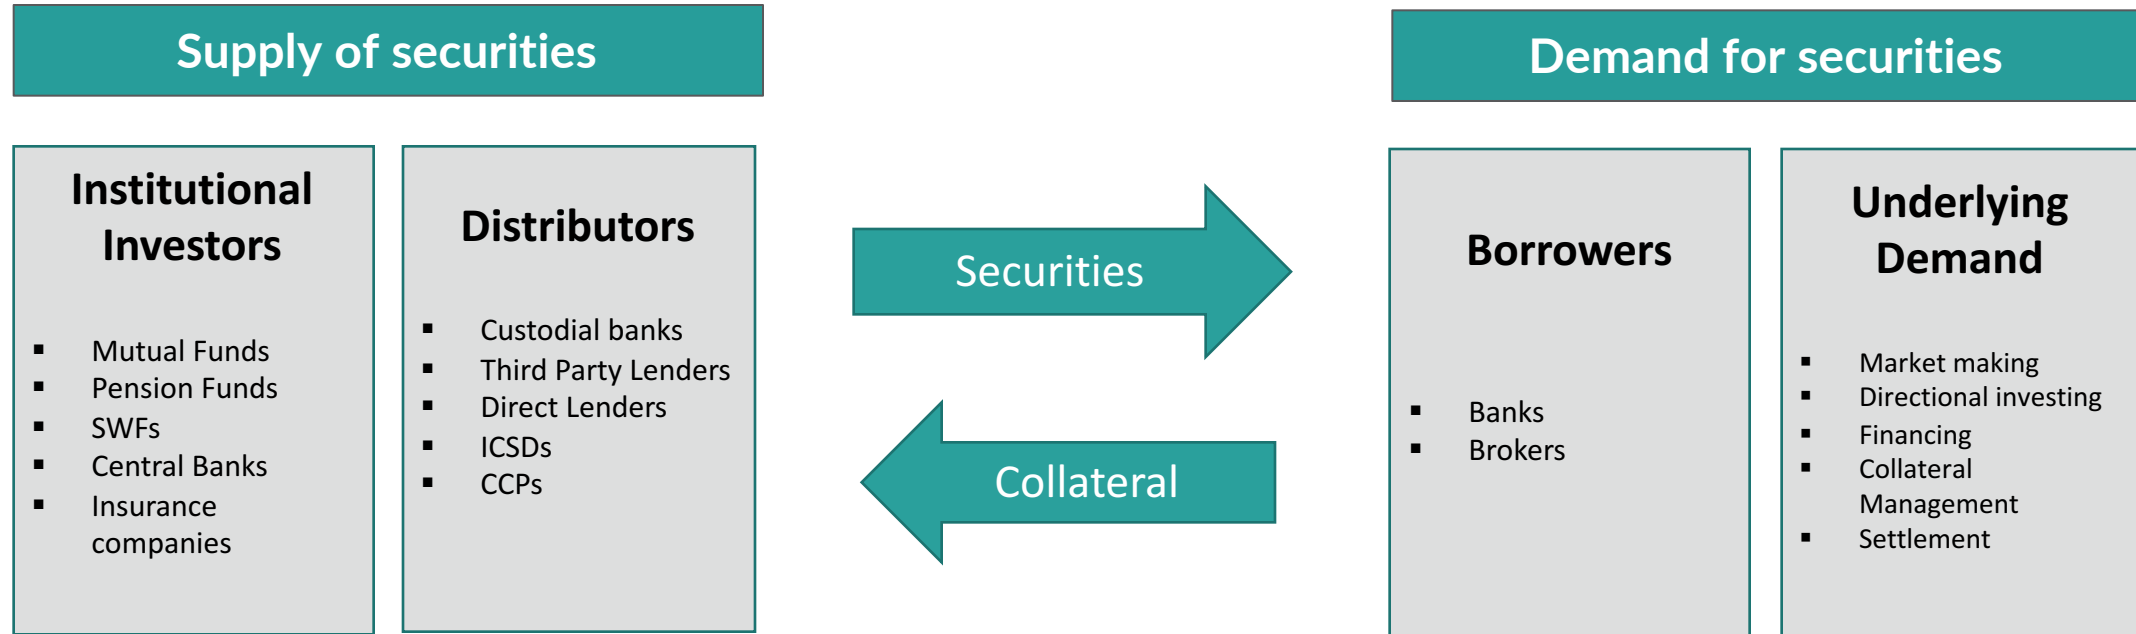 Supply of securities
Institutional
Investors
▪ Mutual Funds
▪ Pension Funds
▪ SWFs
▪ Central Banks
▪ Insurance
companies
Distributors
▪ Custodial banks
▪ Third Party Lenders
▪ Direct Lenders
▪ ICSDs
▪ CCPs
Securities
Collateral
Demand for securities
Borrowers
▪ Banks
▪ Brokers
Underlying
Demand
▪ Market making
▪ Directional investing
▪ Financing
▪ Collateral
Management
▪ Settlement